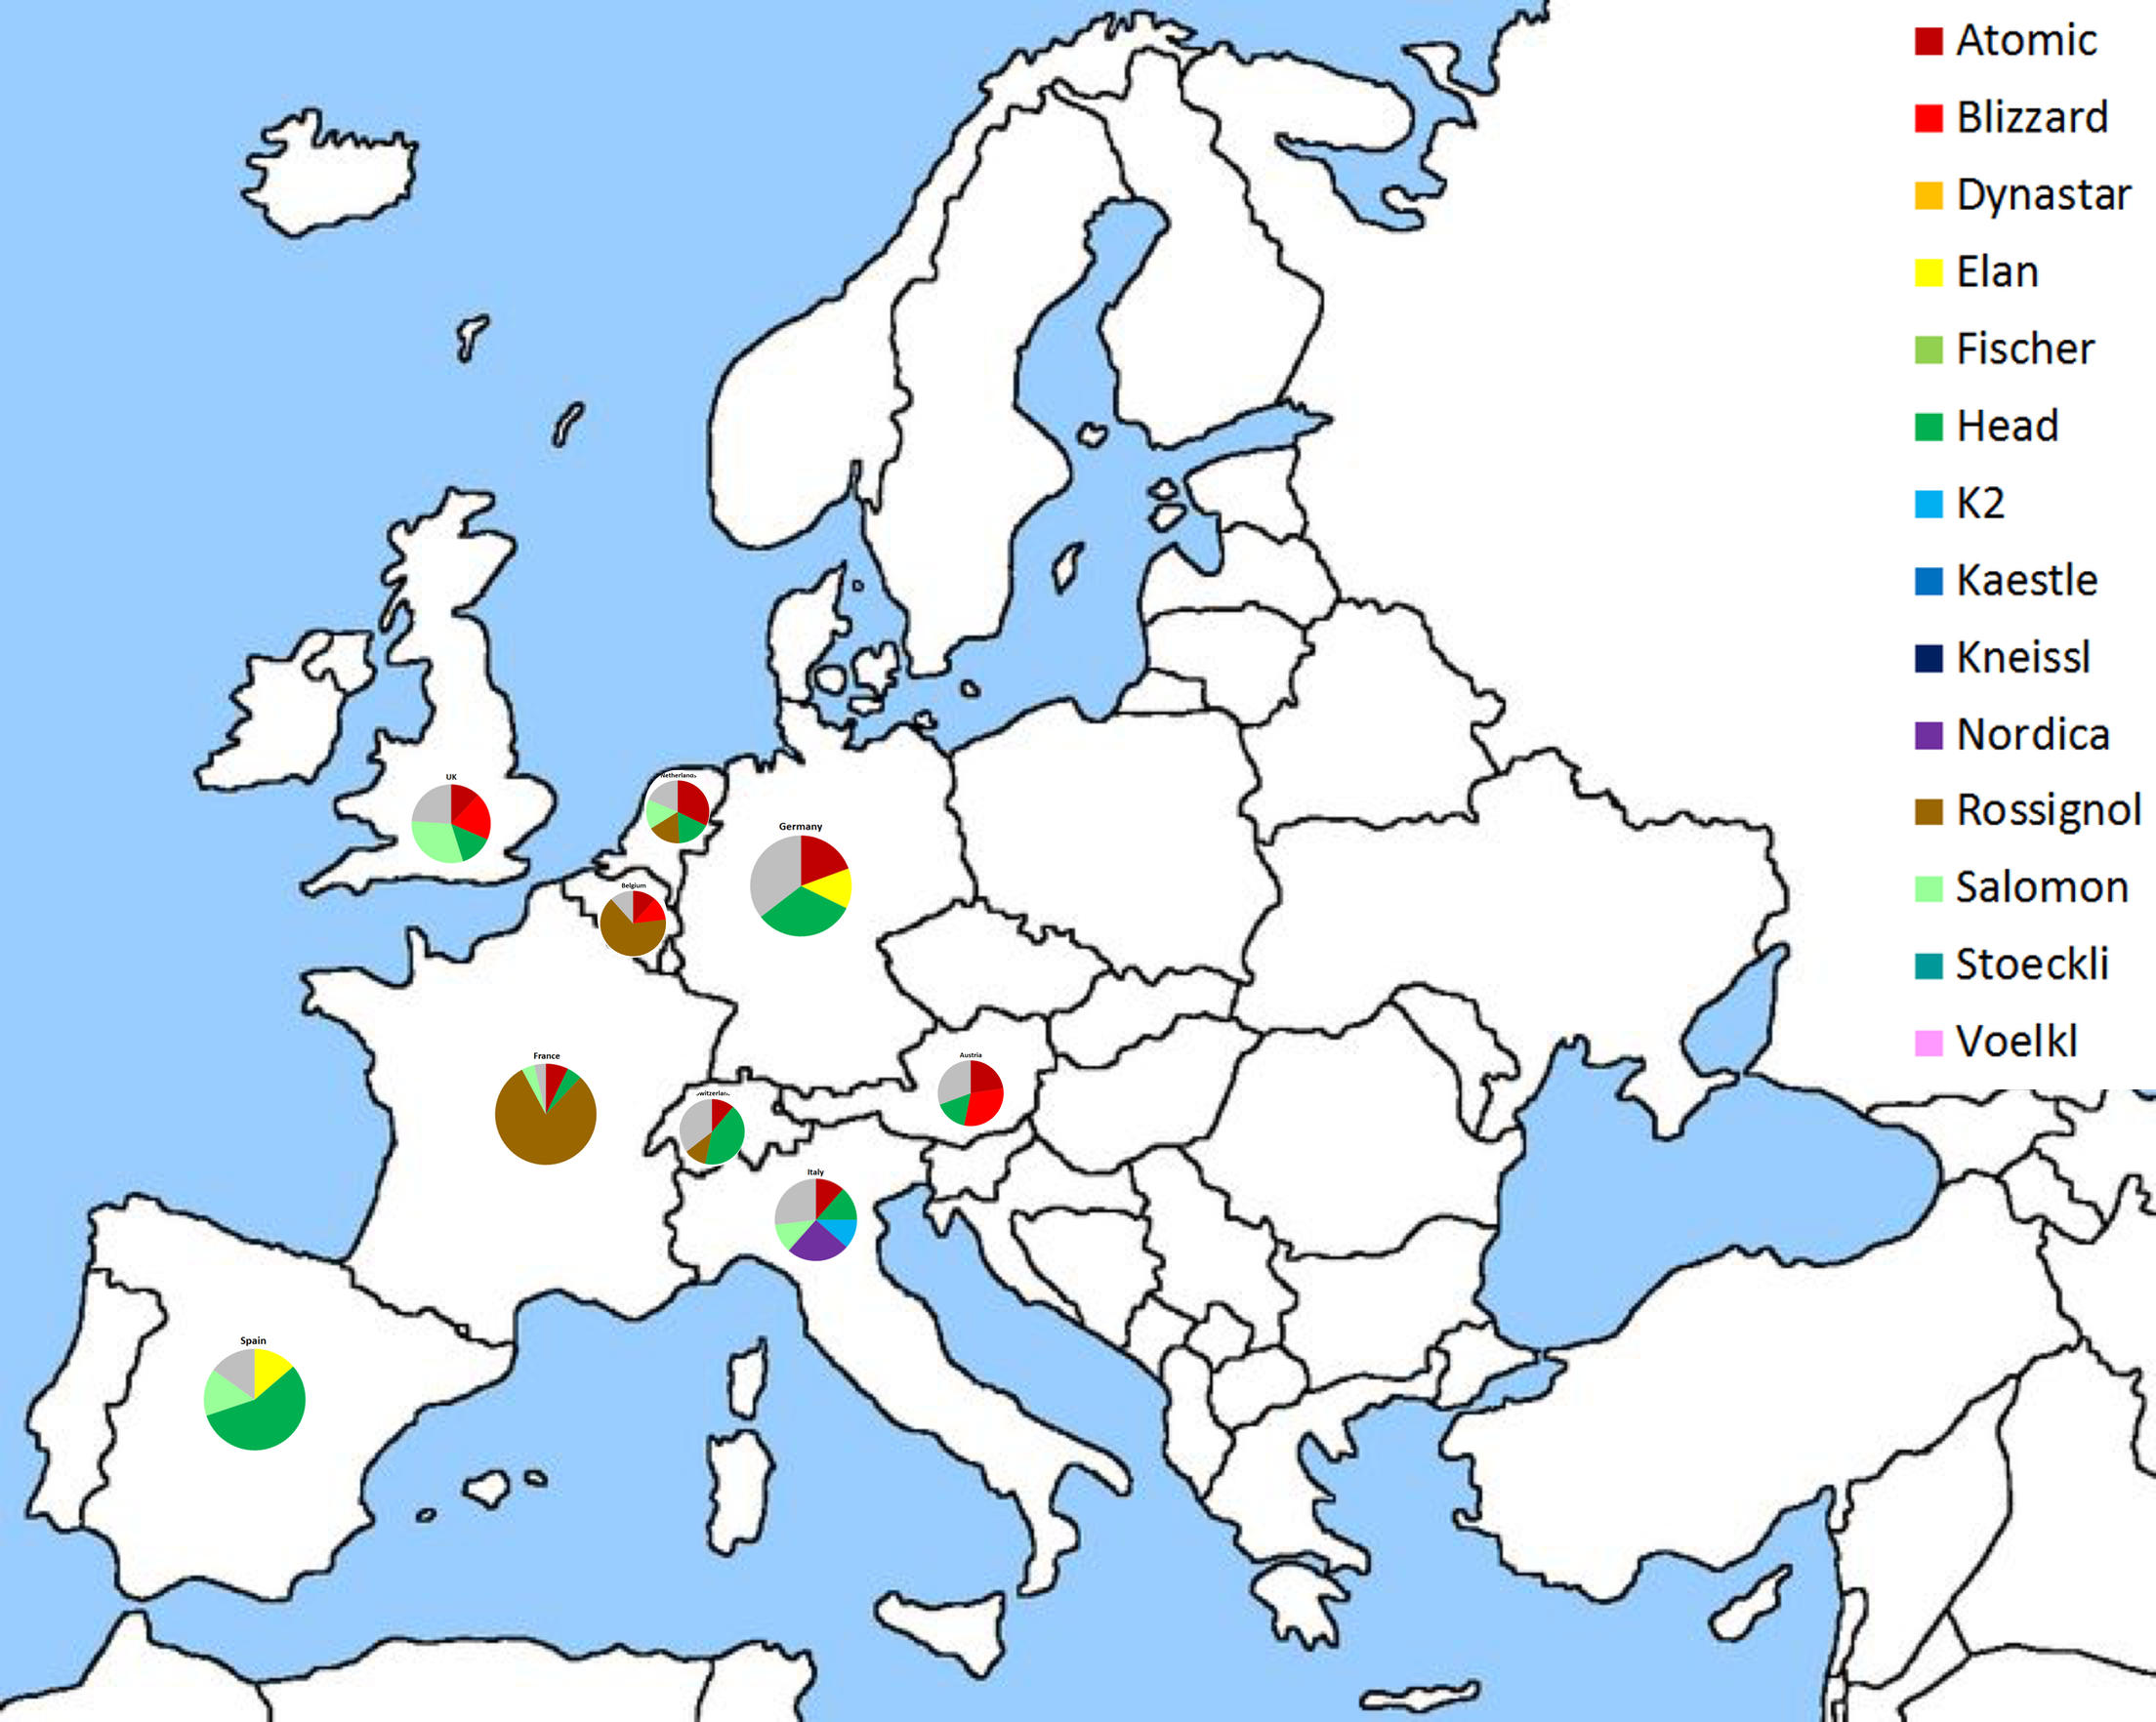 Atomic
Blizzard
Dynastar
Elan
Fischer
Head
K2
Kaestle
Kneissl
Nordica
Rossignol
Salomon
Stoeckli
Voelkl
UK
Netherlands
Germany
Belgium
France
Austria
witzerlan
Italy
Spain